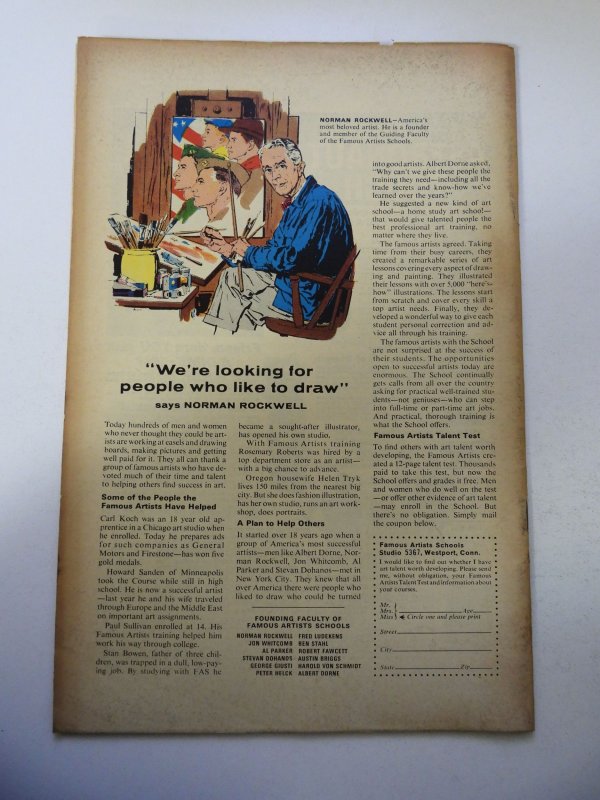 NORMAN ROCKWELL—America's
most beloved artist. He is a founder
and member of the Guiding Faculty
of the Famous Artists Schools.
"We're looking for
people who like to draw"
says NORMAN ROCKWELL
Today hundreds of men and women
who never thought they could be art-
ists are working at easels and drawing
boards, making pictures and getting
well paid for it. They all can thank a
group of famous artists who have de-
voted much of their time and talent
to helping others find success in art.
Some of the People the
Famous Artists Have Helped
Carl Koch was an 18 year old ap-
prentice in a Chicago art studio when
he enrolled. Today he prepares ads
for such companies as General
Motors and Firestone—has won five
gold medals.
Howard Sanden of Minneapolis
took the Course while still in high
school. He is now a successful artist
—last year he and his wife traveled
through Europe and the Middle East
on important art assignments.
Paul Sullivan enrolled at 14. His
Famous Artists training helped him
work his way through college.
Stan Bowen, father of three chil-
dren, was trapped in a dull, low-pay-
ing job. By studying with FAS he
became a sought-after illustrator,
has opened his own studio.
With Famous Artists training
Rosemary Roberts was hired by a
top department store as an artist—
with a big chance to advance.
Oregon housewife Helen Tryk
lives 150 miles from the nearest big
city. But she does fashion illustration,
has her own studio, runs an art work-
shop, does portraits.
A Plan to Help Others
It started over 18 years ago when a
group of America's most successful
artists—men like Albert Dorne, Nor-
man Rockwell, Jon Whitcomb, Al
Parker and Stevan Dohanos—met in
New York City. They knew that all
over America there were people who
liked to draw who could be turned
FOUNDING FACULTY OF
FAMOUS ARTISTS SCHOOLS
NORMAN ROCKWELL FRED LUDEKENS
JON WHITCOMB BEN STAHL
AL PARKER ROBERT FAWCETT
STEVAN DOHANOS AUSTIN BRIGGS
GEORGE GIUSTI HAROLD VON SCHMIDT
PETER HELCK ALBERT DORNE
into good artists. Albert Dorne asked,
"Why can't we give these people the
training they need—including all the
trade secrets and know-how we've
learned over the years?"
He suggested a new kind of art
school—a home study art school—
that would give talented people the
best professional art training, no
matter where they live.
The famous artists agreed. Taking
time from their busy careers, they
created a remarkable series of art
lessons covering every aspect of draw-
ing and painting. They illustrated
their lessons with over 5,000 "here's-
how" illustrations. The lessons start
from scratch and cover every skill a
top artist needs. Finally, they de-
veloped a wonderful way to give each
student personal correction and ad-
vice all through his training.
The famous artists with the School
are not surprised at the success of
their students. The opportunities
open to successful artists today are
enormous. The School continually
gets calls from all over the country
asking for practical well-trained stu-
dents—not geniuses—who can step
into full-time or part-time art jobs.
And practical, thorough training is
what the School offers.
Famous Artists Talent Test
To find others with art talent worth
developing, the Famous Artists cre-
ated a 12-page talent test. Thousands
paid to take this test, but now the
School offers and grades it free. Men
and women who do well on the test
—or offer other evidence of art talent
—may enroll in the School. But
there's no obligation. Simply mail
the coupon below.
Famous Artists Schools
Studio 5367, Westport, Conn.
I would like to find out whether I have
art talent worth developing. Please send
me, without obligation, your Famous
Artists Talent Test and information about
your courses.
Mr.
Mrs. Age
Miss Circle one and please print
Street
City
State Zip